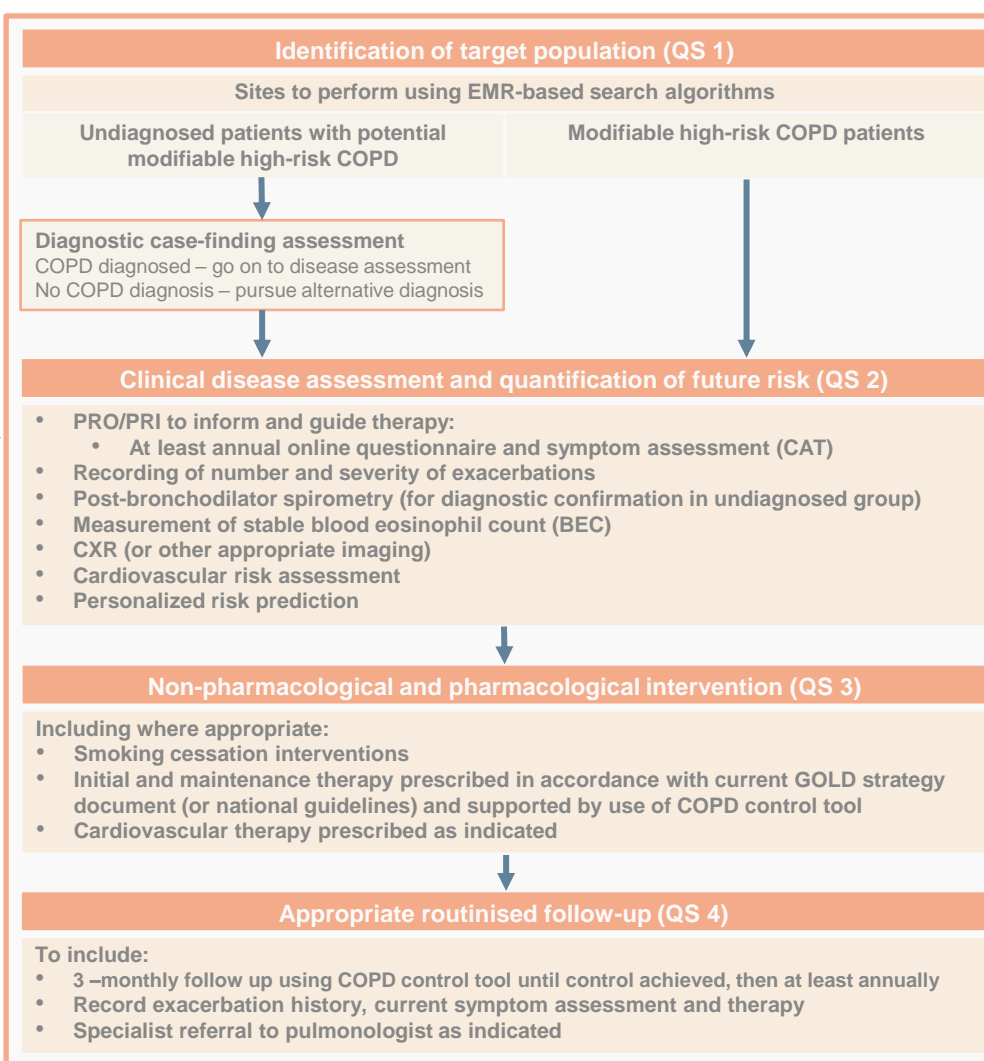 Identification of target population (QS 1)
Sites to perform using EMR-based search algorithms
Undiagnosed patients with potential
modifiable high-risk COPD
Modifiable high-risk COPD patients
Diagnostic case-finding assessment
COPD diagnosed – go on to disease assessment
No COPD diagnosis – pursue alternative diagnosis
Clinical disease assessment and quantification of future risk (QS 2)
• PRO/PRI to inform and guide therapy:
• At least annual online questionnaire and symptom assessment (CAT)
• Recording of number and severity of exacerbations
• Post-bronchodilator spirometry (for diagnostic confirmation in undiagnosed group)
• Measurement of stable blood eosinophil count (BEC)
• CXR (or other appropriate imaging)
• Cardiovascular risk assessment
• Personalized risk prediction
Non-pharmacological and pharmacological intervention (QS 3)
Including where appropriate:
• Smoking cessation interventions
• Initial and maintenance therapy prescribed in accordance with current GOLD strategy
document (or national guidelines) and supported by use of COPD control tool
• Cardiovascular therapy prescribed as indicated
Appropriate routinised follow-up (QS 4)
To include:
• 3 –monthly follow up using COPD control tool until control achieved, then at least annually
• Record exacerbation history, current symptom assessment and therapy
• Specialist referral to pulmonologist as indicated